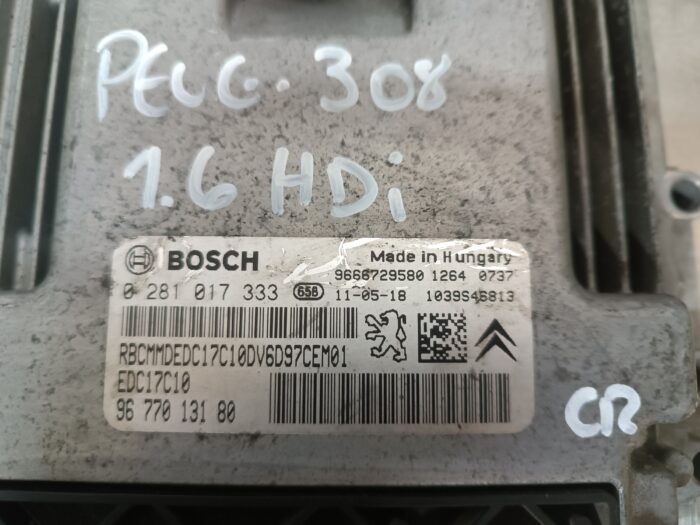 PEUG. 308
1.6 HDi
BOSCH Made in Hungary
9666729580 1264 0737
0 281 017 333 658 11-05-18 1039S46813
RBCMMDEDC17C10DV6D97CEM01
EDC17C10
96 770 131 80
CR